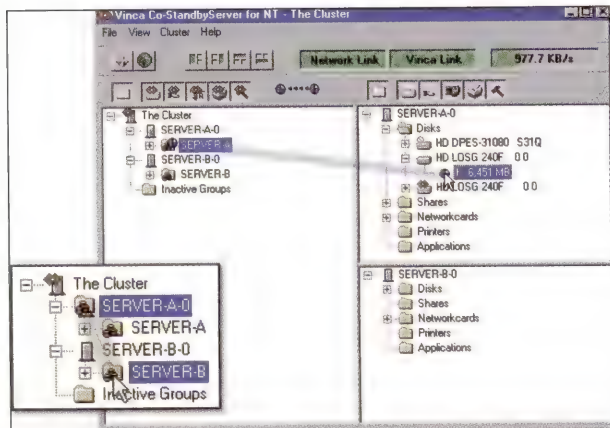 Vinca Co-StandbyServer for NT - The Cluster
File View Cluster Help
Network Link
Vinca Link
977.7 KB/s
The Cluster
SERVER-A-0
SERVER-A
SERVER-B-0
SERVER-B
Inactive Groups
SERVER-A-0
Disks
HD DPES-31080 S31Q
HD LOSG 240F 0 0
6,451 MB
HD LOSG 240F 0 0
Shares
Networkcards
Printers
Applications
SERVER-B-0
Disks
Shares
Networkcards
Printers
Applications
The Cluster
SERVER-A-0
SERVER-A
SERVER-B-0
SERVER-B
Inactive Groups